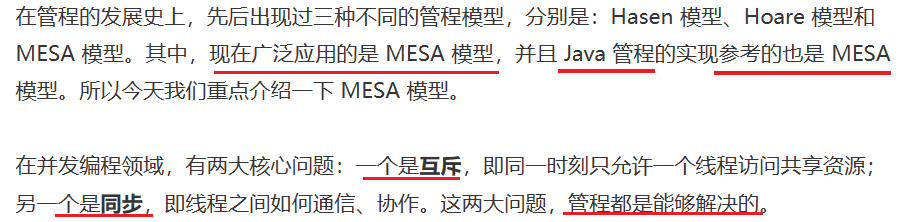 在管程的发展史上，先后出现过三种不同的管程模型，分别是：Hasen 模型、Hoare 模型和
MESA 模型。其中，现在广泛应用的是 MESA 模型，并且 Java 管程的实现参考的也是 MESA
模型。所以今天我们重点介绍一下 MESA 模型。
在并发编程领域，有两大核心问题：一个是互斥，即同一时刻只允许一个线程访问共享资源；
另一个是同步，即线程之间如何通信、协作。这两大问题，管程都是能够解决的。